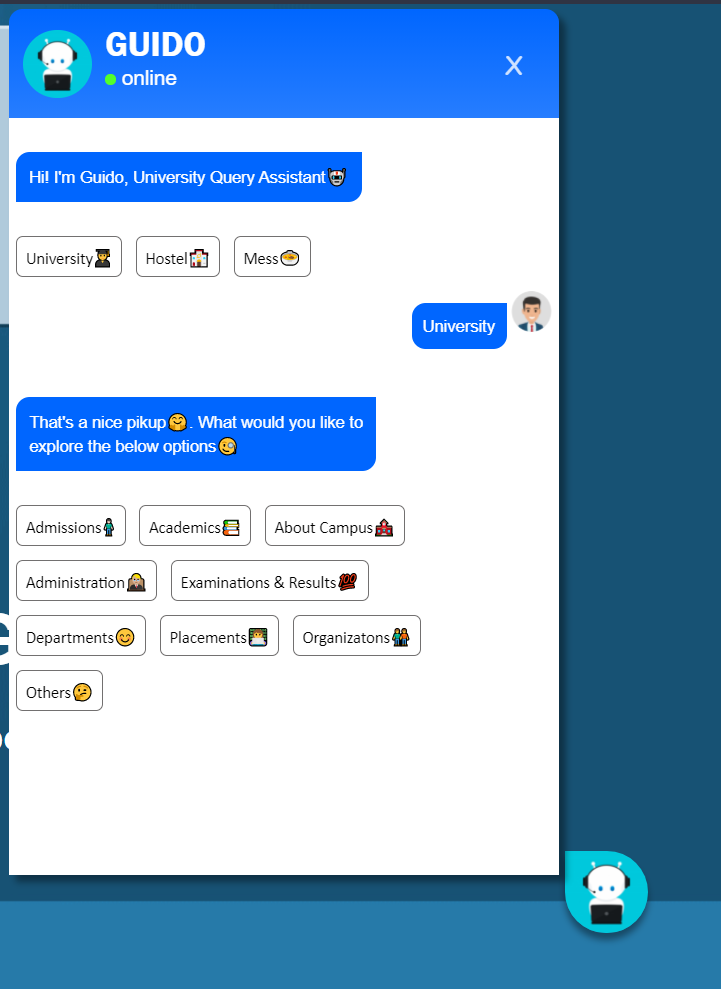 GUIDO
online
X
Hi! I'm Guido, University Query Assistant🤖
University👨‍🎓 Hostel🏩 Mess🍲
University
That's a nice pikup🤗. What would you like to
explore the below options🧐
Admissions🧍 Academics📚 About Campus🏫
Administration👩‍💼 Examinations & Results💯
Departments😊 Placements👨‍💻 Organizatons👬
Others🤔